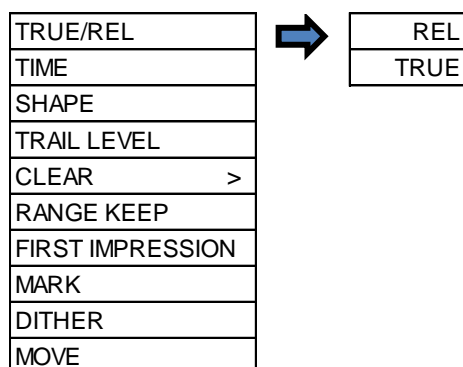 TRUE/REL
TIME
SHAPE
TRAIL LEVEL
CLEAR >
RANGE KEEP
FIRST IMPRESSION
MARK
DITHER
MOVE
REL
TRUE